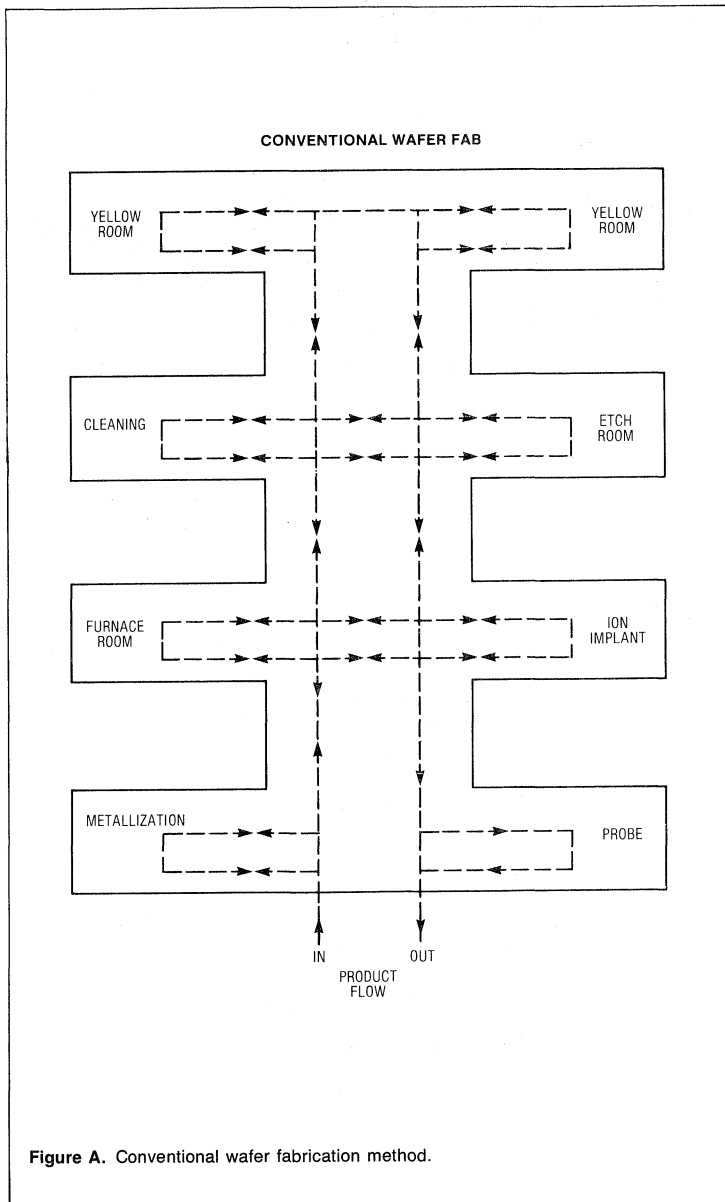 CONVENTIONAL WAFER FAB
YELLOW
ROOM
YELLOW
ROOM
CLEANING
ETCH
ROOM
FURNACE
ROOM
ION
IMPLANT
METALLIZATION
PROBE
IN
OUT
PRODUCT
FLOW
Figure A. Conventional wafer fabrication method.